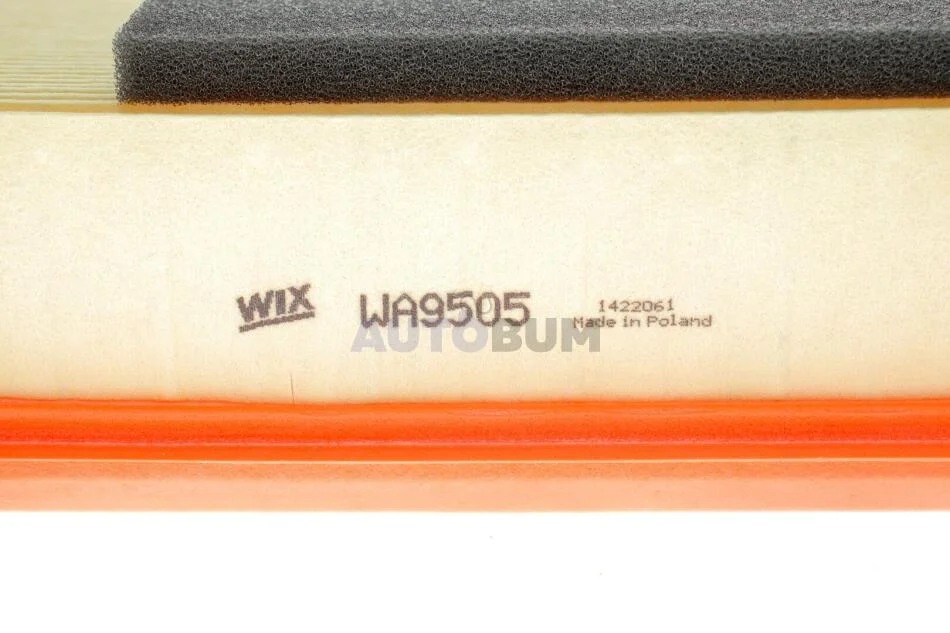 WIX WA9505 1422061
Made in Poland
AUTOBUM